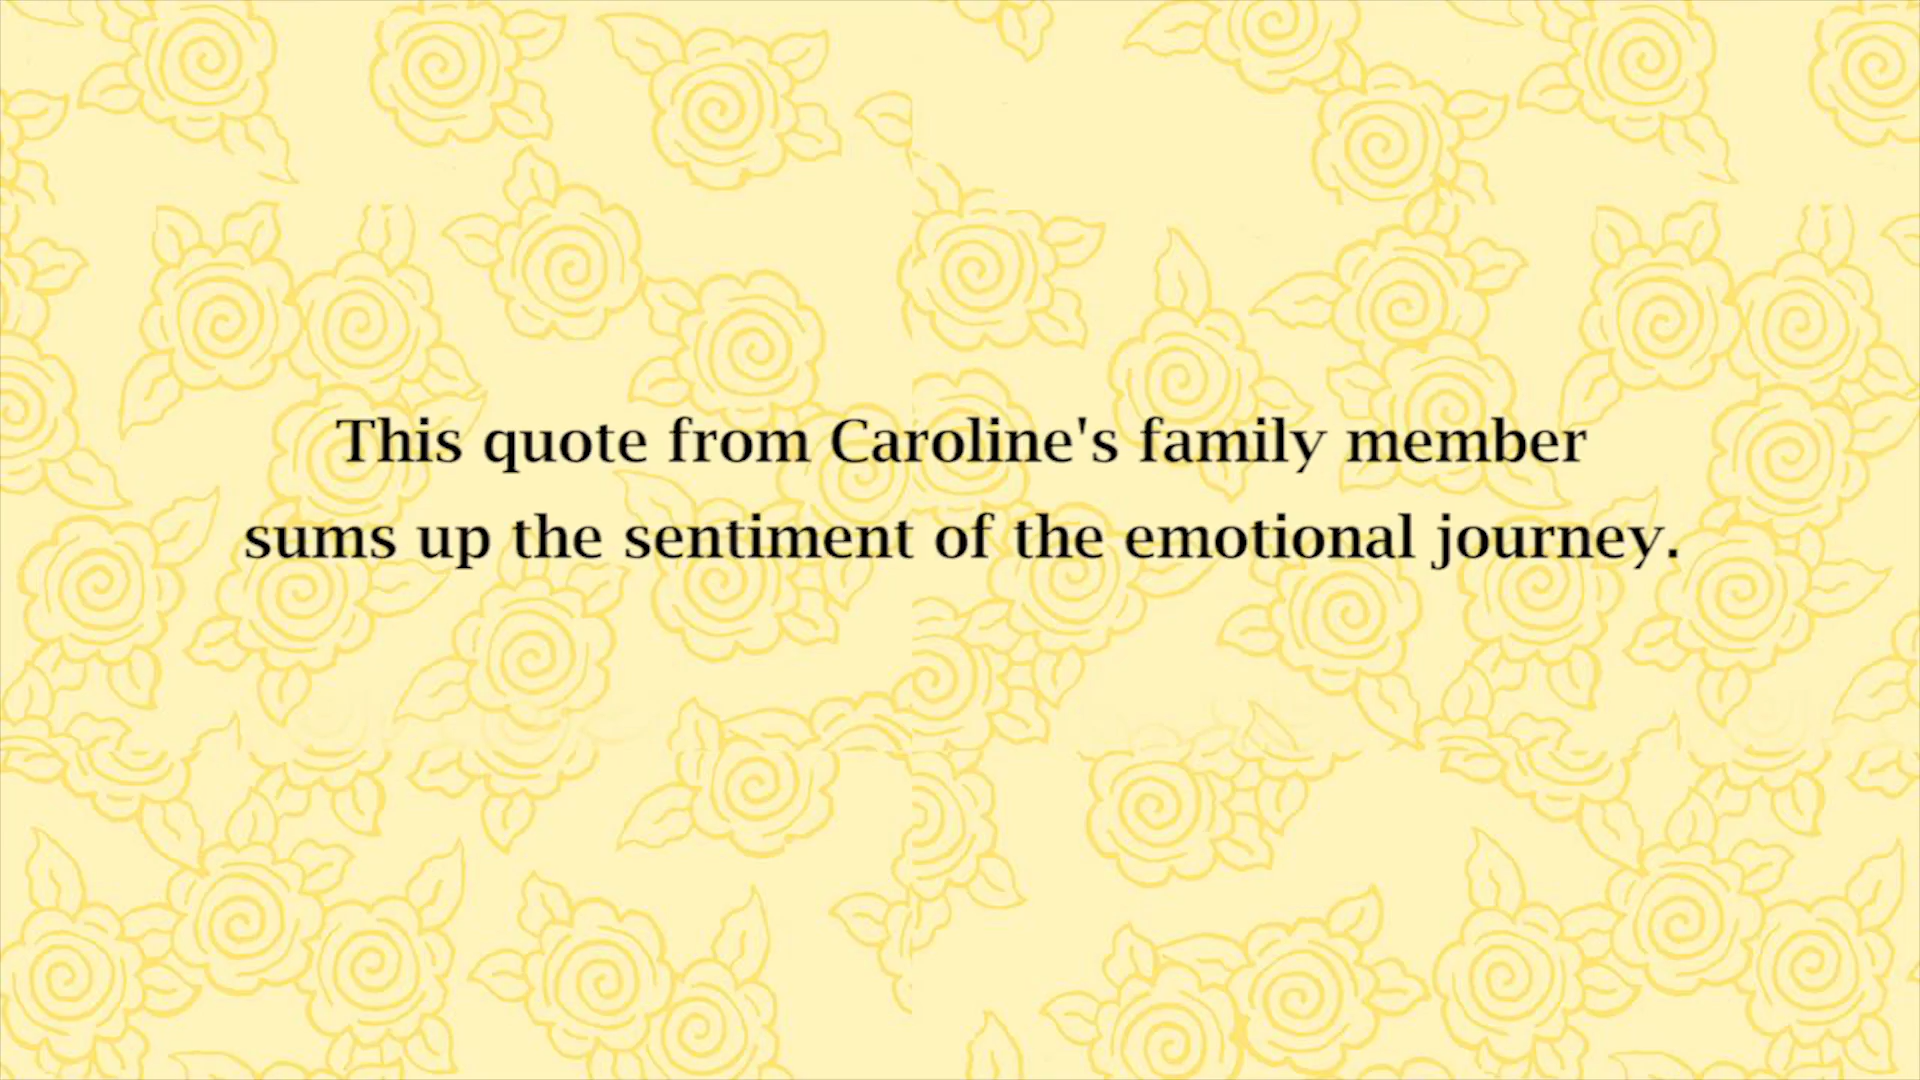 This quote from Caroline's family member
sums up the sentiment of the emotional journey.